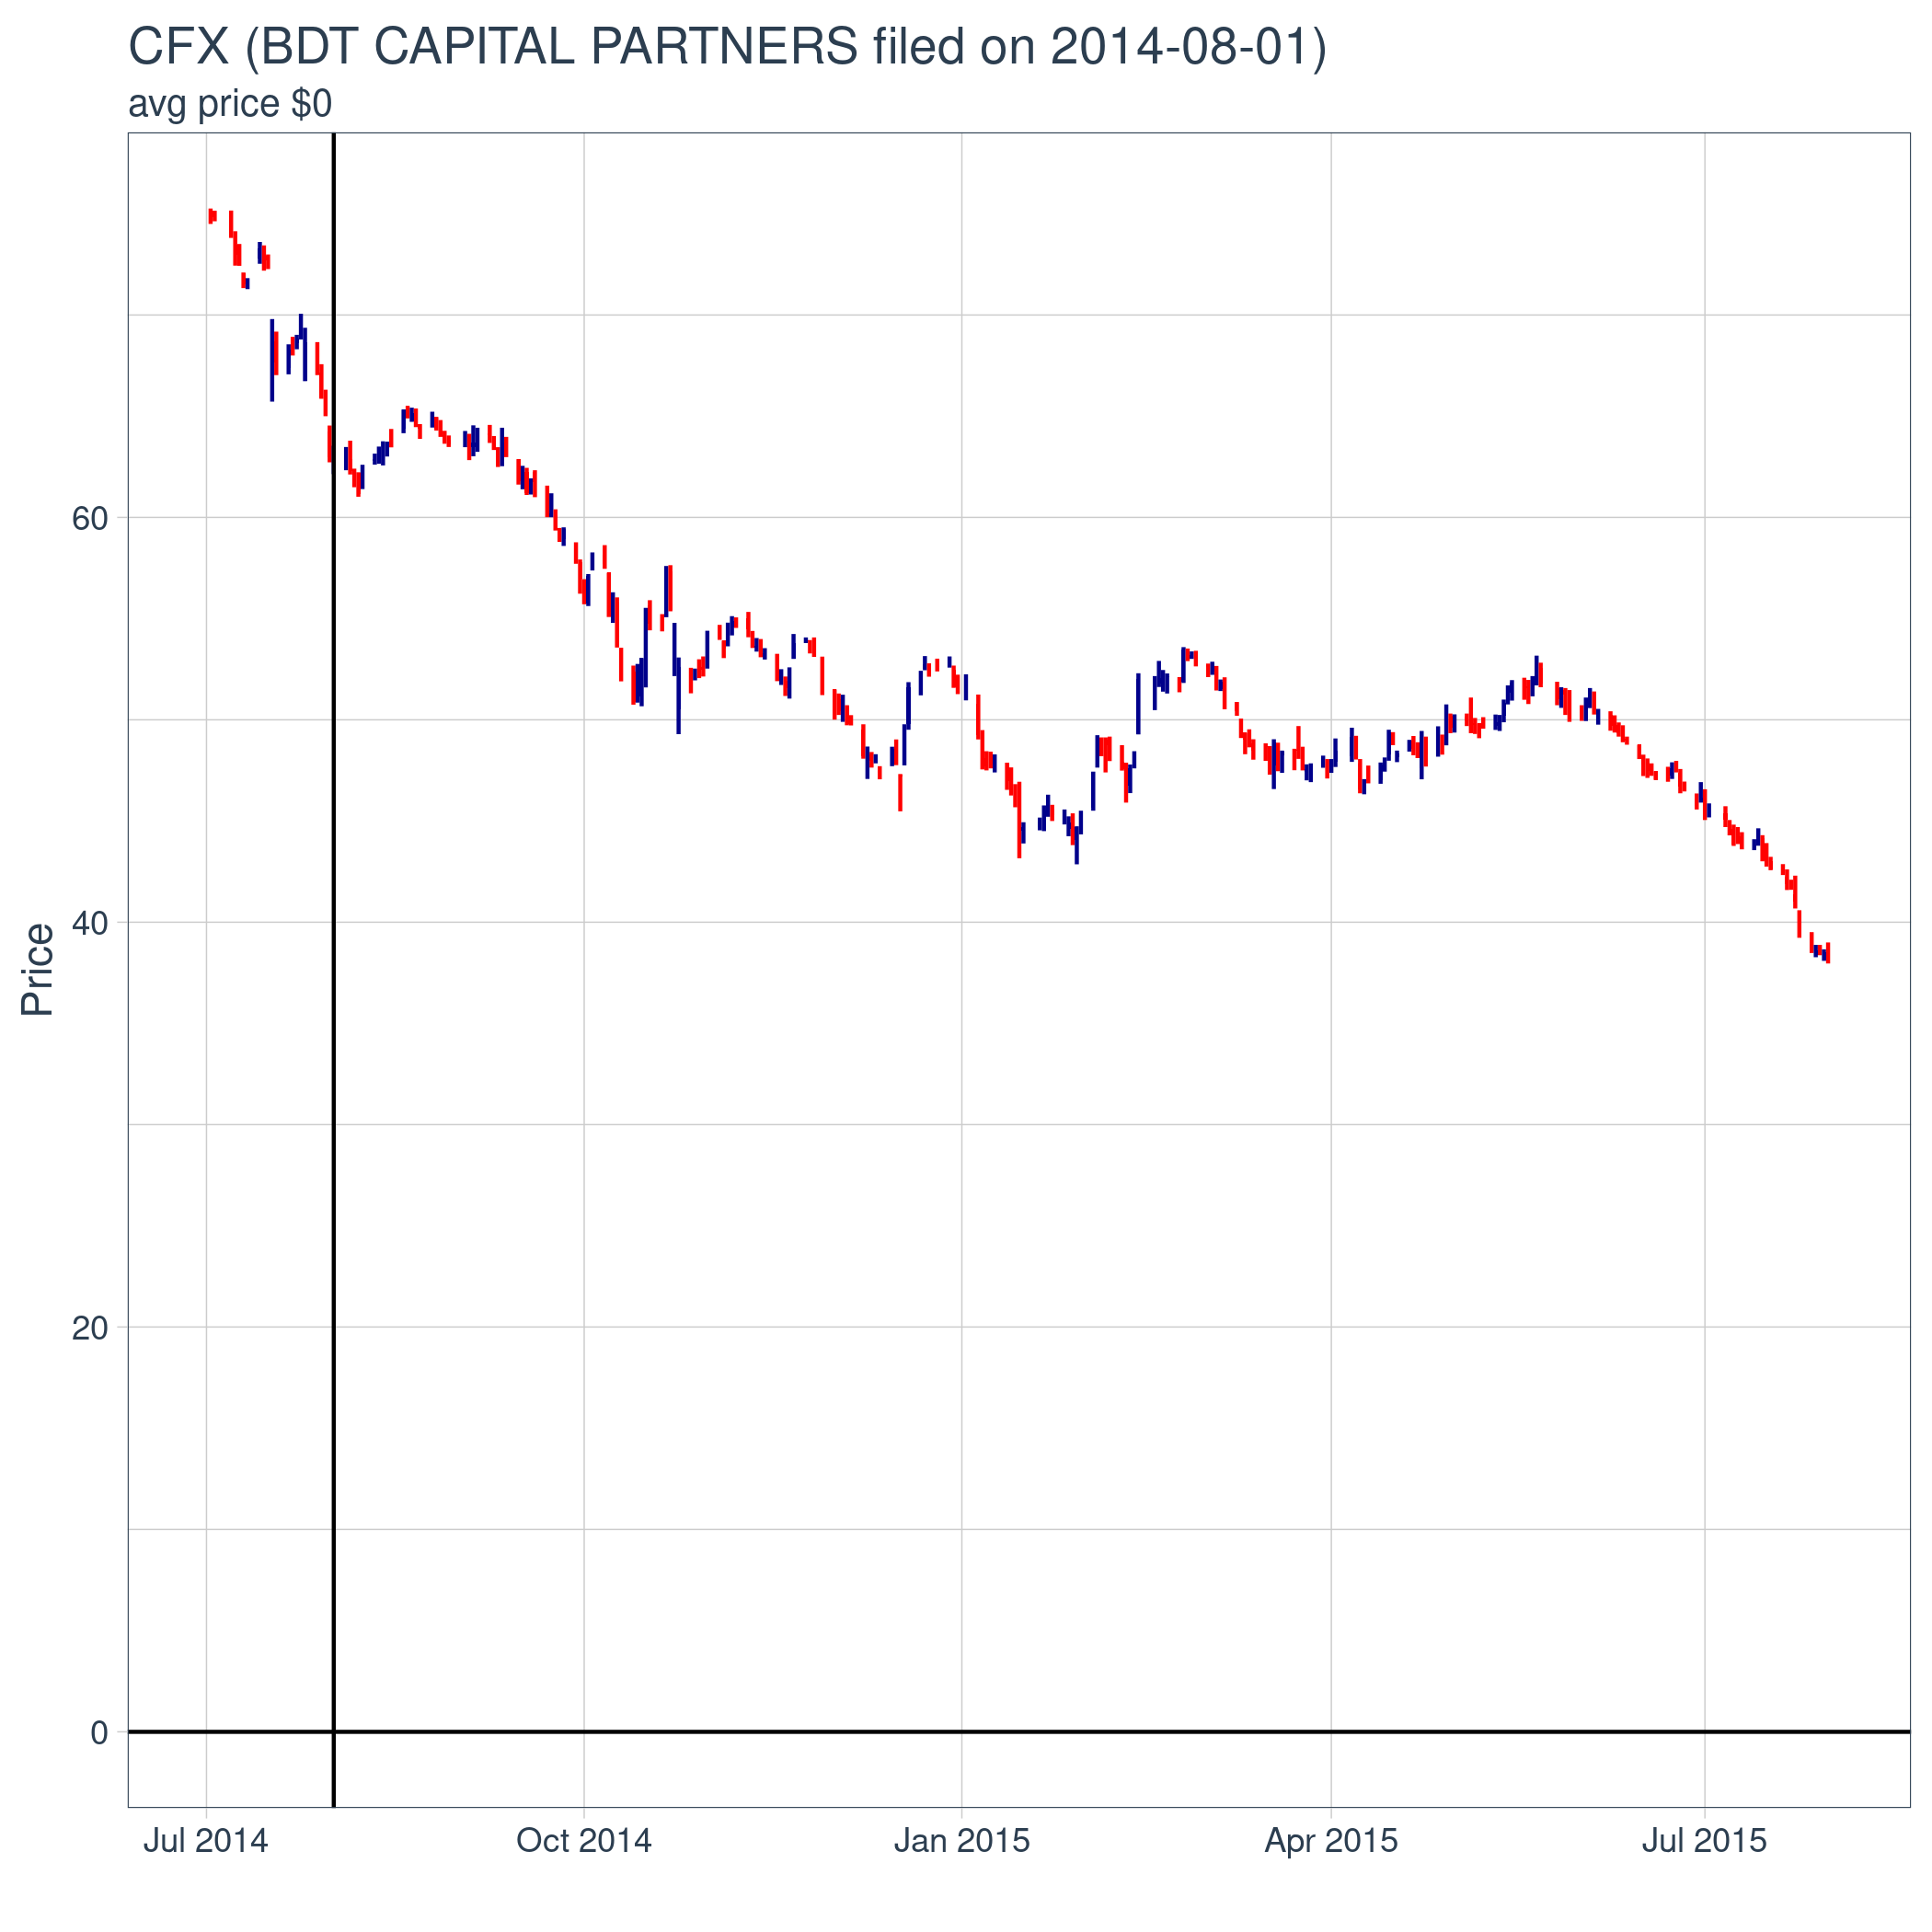 CFX (BDT CAPITAL PARTNERS filed on 2014-08-01)
avg price $0
60
40
20
0
Price
Jul 2014 Oct 2014 Jan 2015 Apr 2015 Jul 2015